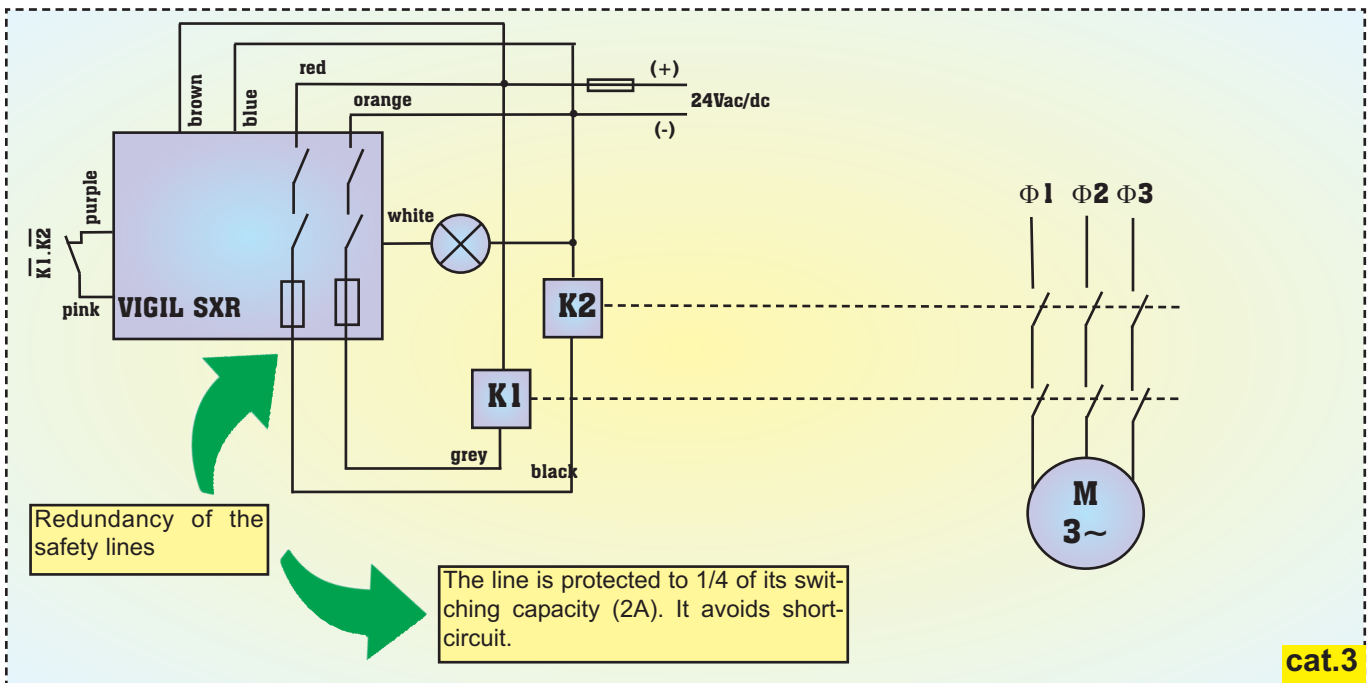 brown
blue
red
(+)
orange
24Vac/dc
(-)
purple
white
K1.K2
pink
VIGIL SXR
K2
K1
grey
black
Φ1 Φ2 Φ3
M
3~
Redundancy of the
safety lines
The line is protected to 1/4 of its swit-
ching capacity (2A). It avoids short-
circuit.
cat.3